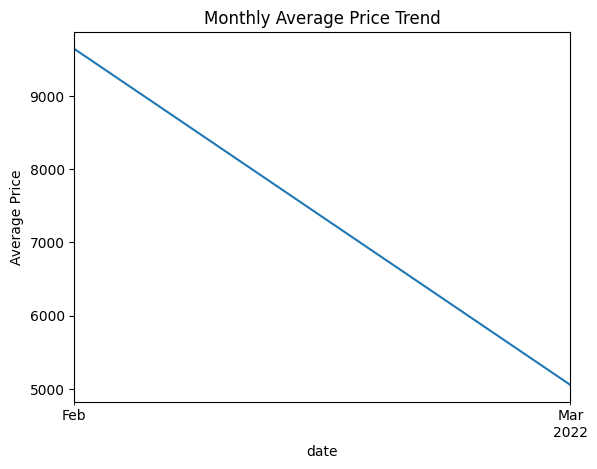 Monthly Average Price Trend
9000
8000
7000
6000
5000
Average Price
Feb
Mar
2022
date